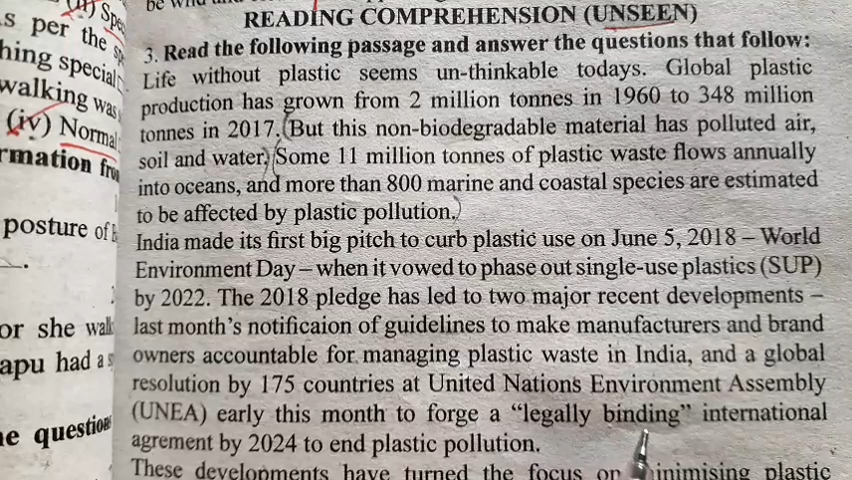 (ii) Spe
s per the sp
hing special
walking was
(iv) Normal
rmation fro
posture of
or she walk
apu had a s
e question
READING COMPREHENSION (UNSEEN)
3. Read the following passage and answer the questions that follow:
Life without plastic seems un-thinkable todays. Global plastic
production has grown from 2 million tonnes in 1960 to 348 million
tonnes in 2017. (But this non-biodegradable material has polluted air,
soil and water.) (Some 11 million tonnes of plastic waste flows annually
into oceans, and more than 800 marine and coastal species are estimated
to be affected by plastic pollution.)
India made its first big pitch to curb plastic use on June 5, 2018 – World
Environment Day – when it vowed to phase out single-use plastics (SUP)
by 2022. The 2018 pledge has led to two major recent developments –
last month's notificaion of guidelines to make manufacturers and brand
owners accountable for managing plastic waste in India, and a global
resolution by 175 countries at United Nations Environment Assembly
(UNEA) early this month to forge a "legally binding" international
agrement by 2024 to end plastic pollution.
These developments have turned the focus on minimising plastic